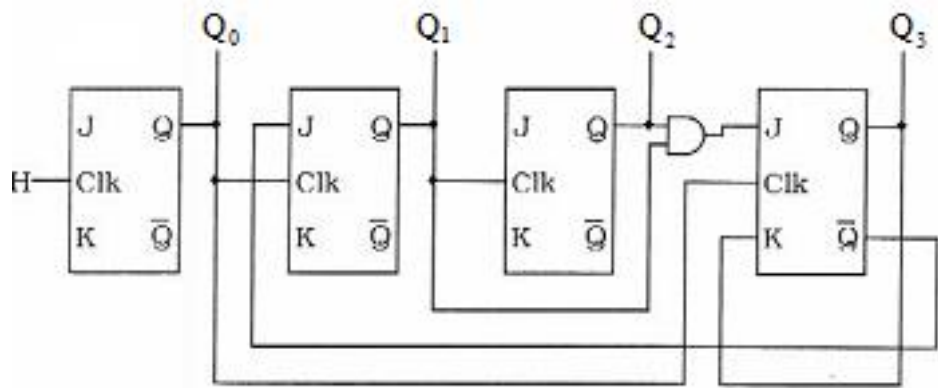 Q₀ Q₁ Q₂ Q₃
J Q J Q J Q J Q
H Clk Clk Clk Clk
K Q̅ K Q̅ K Q̅ K Q̅